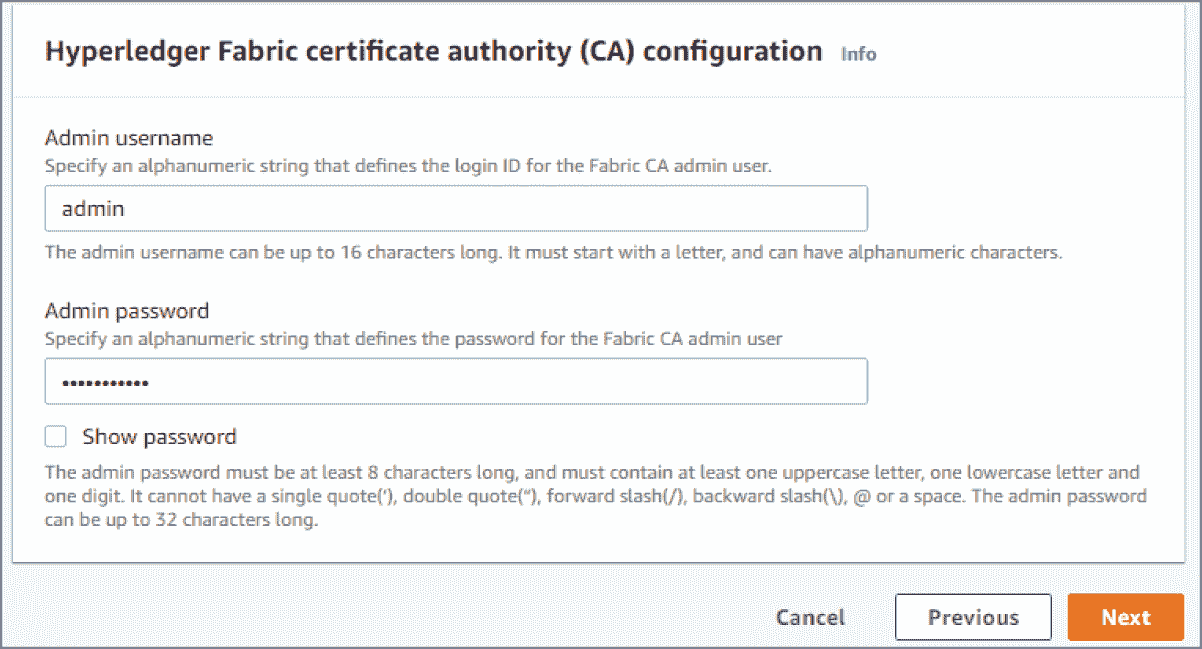 Hyperledger Fabric certificate authority (CA) configuration Info
Admin username
Specify an alphanumeric string that defines the login ID for the Fabric CA admin user.
admin
The admin username can be up to 16 characters long. It must start with a letter, and can have alphanumeric characters.
Admin password
Specify an alphanumeric string that defines the password for the Fabric CA admin user
•••••••••••
Show password
The admin password must be at least 8 characters long, and must contain at least one uppercase letter, one lowercase letter and
one digit. It cannot have a single quote('), double quote("), forward slash(/), backward slash(\), @ or a space. The admin password
can be up to 32 characters long.
Cancel Previous Next